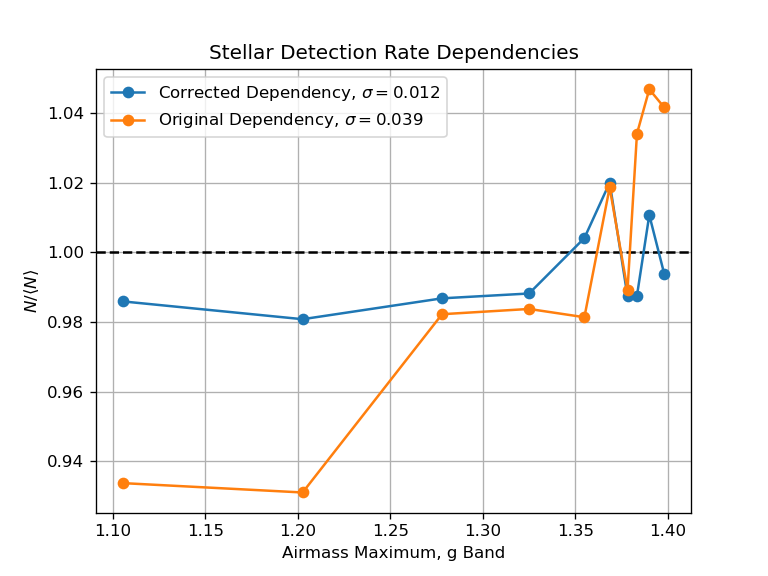 Stellar Detection Rate Dependencies
Corrected Dependency, σ = 0.012
Original Dependency, σ = 0.039
N/⟨N⟩
1.04
1.02
1.00
0.98
0.96
0.94
1.10 1.15 1.20 1.25 1.30 1.35 1.40
Airmass Maximum, g Band